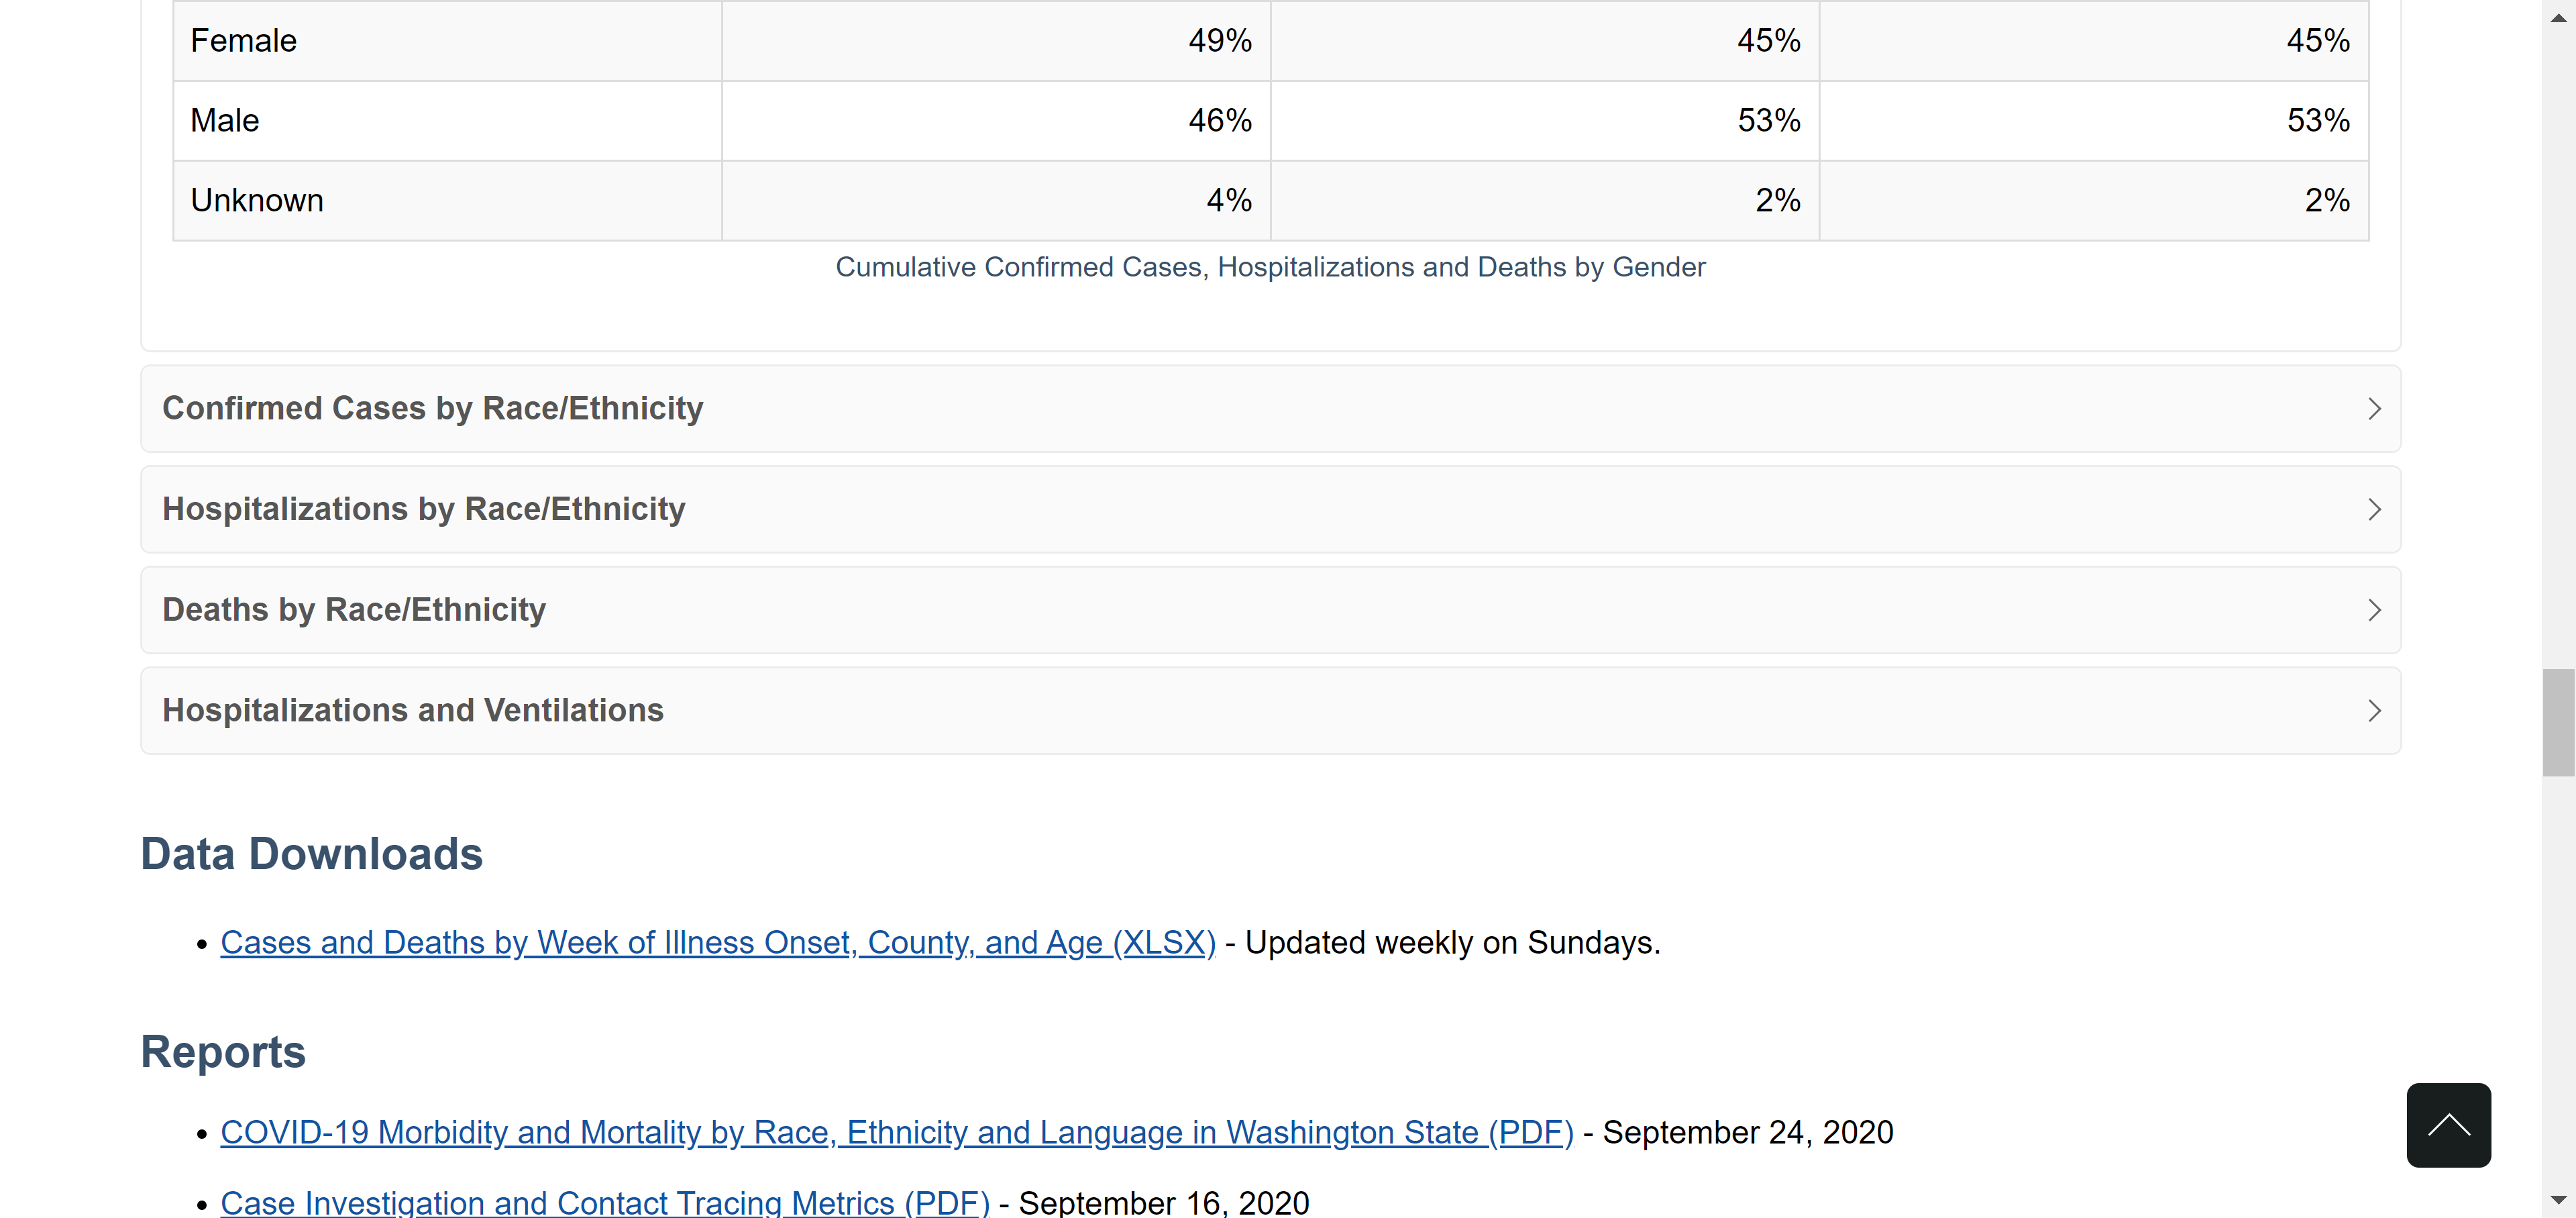 Female 49% 45% 45%
Male 46% 53% 53%
Unknown 4% 2% 2%
Cumulative Confirmed Cases, Hospitalizations and Deaths by Gender
Confirmed Cases by Race/Ethnicity
Hospitalizations by Race/Ethnicity
Deaths by Race/Ethnicity
Hospitalizations and Ventilations
Data Downloads
• Cases and Deaths by Week of Illness Onset, County, and Age (XLSX) - Updated weekly on Sundays.
Reports
• COVID-19 Morbidity and Mortality by Race, Ethnicity and Language in Washington State (PDF) - September 24, 2020
• Case Investigation and Contact Tracing Metrics (PDF) - September 16, 2020